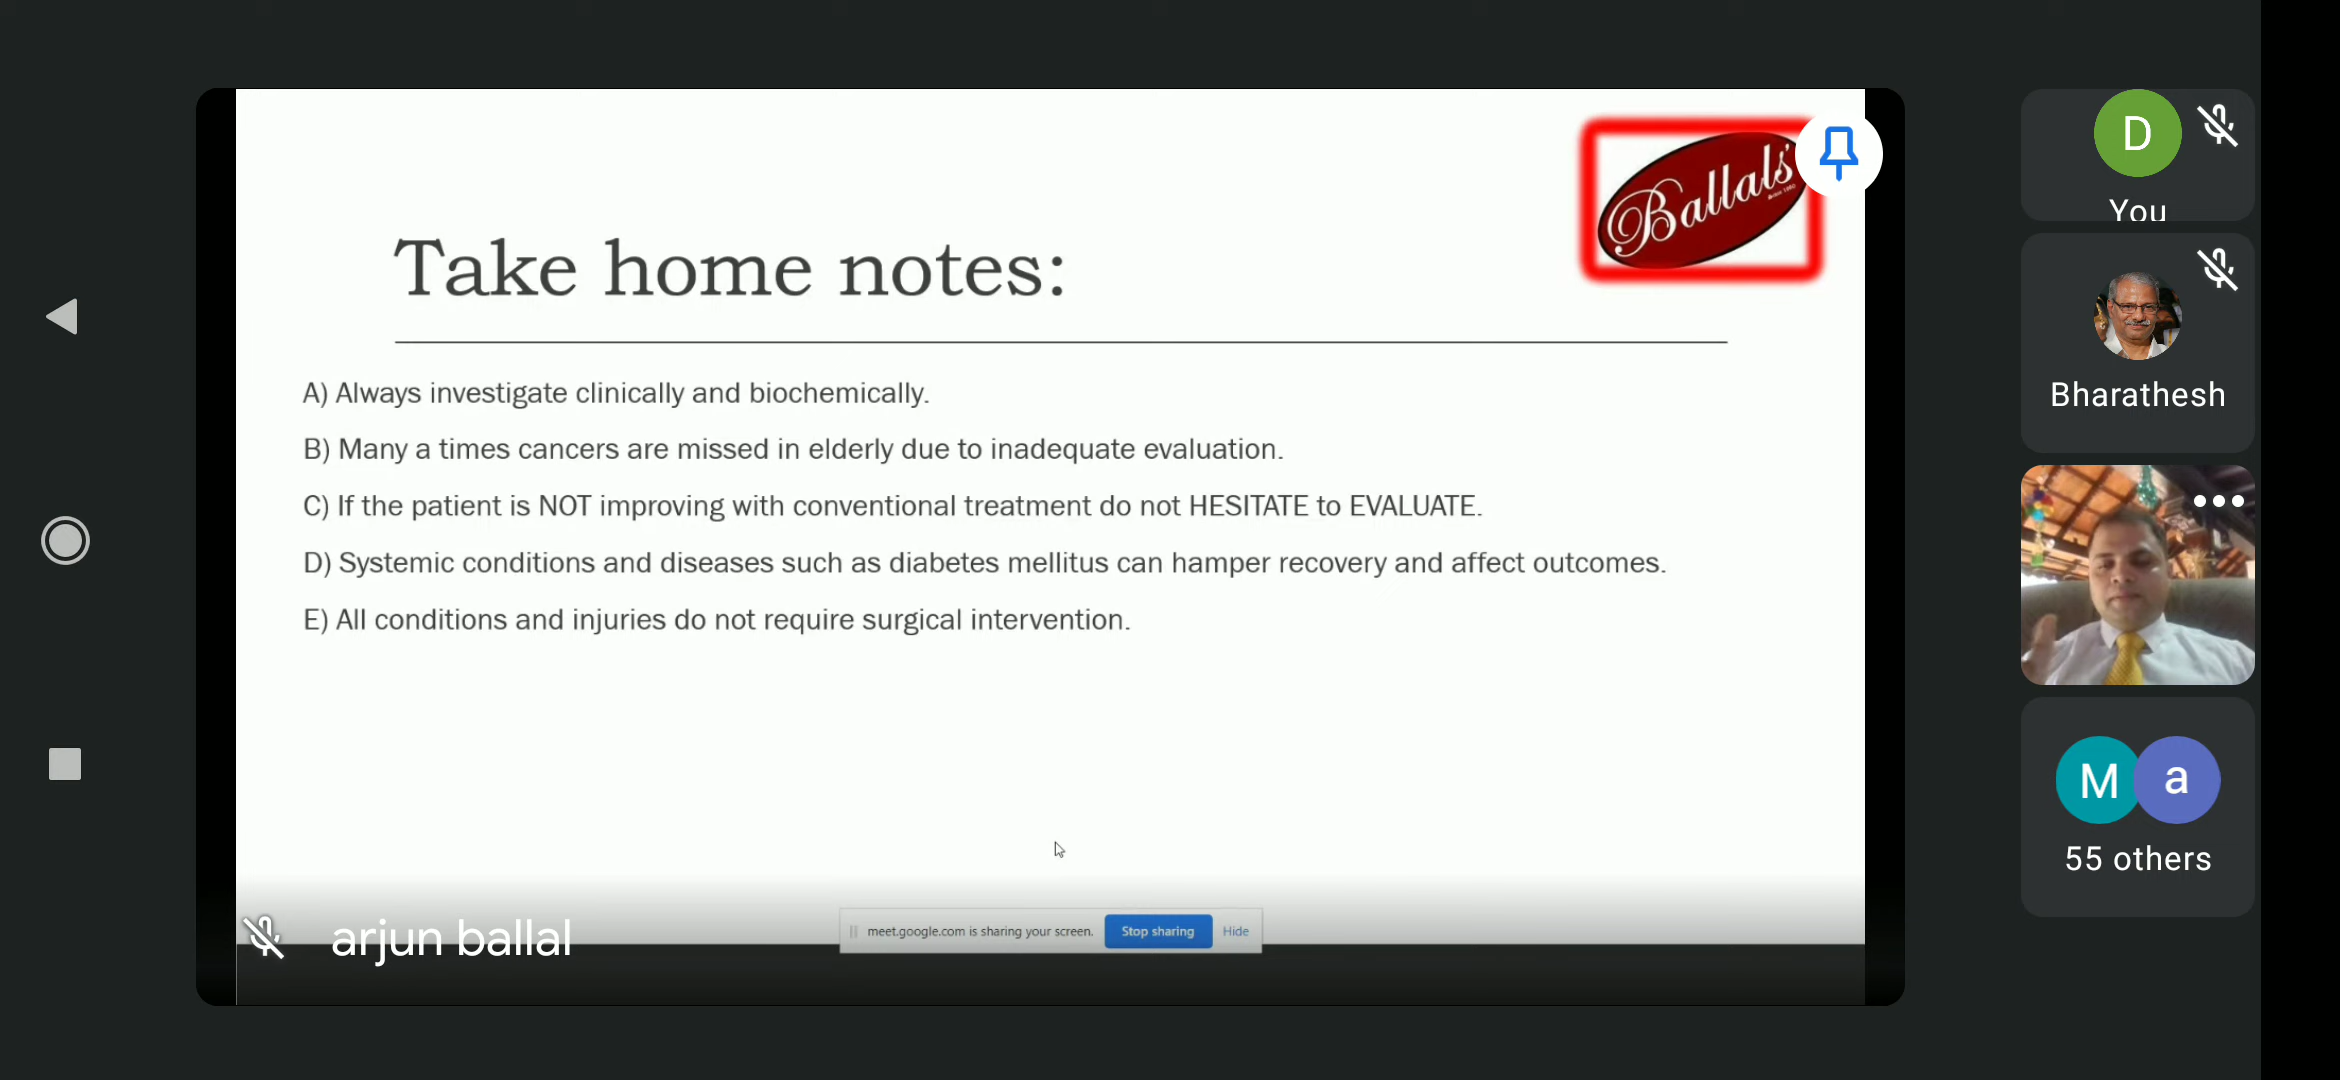 Take home notes:
Ballals'
A) Always investigate clinically and biochemically.
B) Many a times cancers are missed in elderly due to inadequate evaluation.
C) If the patient is NOT improving with conventional treatment do not HESITATE to EVALUATE.
D) Systemic conditions and diseases such as diabetes mellitus can hamper recovery and affect outcomes.
E) All conditions and injuries do not require surgical intervention.
arjun ballal
meet.google.com is sharing your screen. Stop sharing Hide
D
You
Bharathesh
M a
55 others